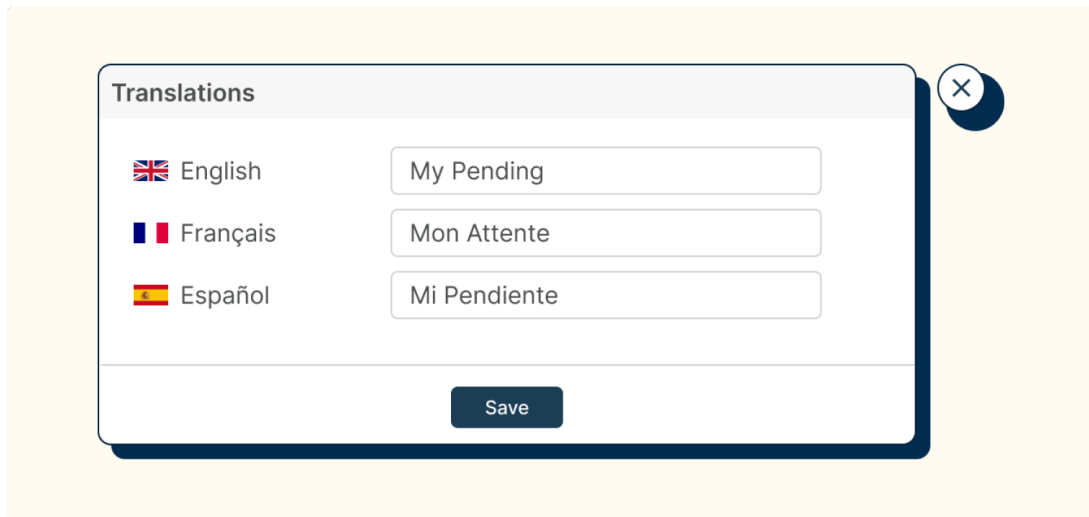 Translations
English My Pending
Français Mon Attente
Español Mi Pendiente
Save